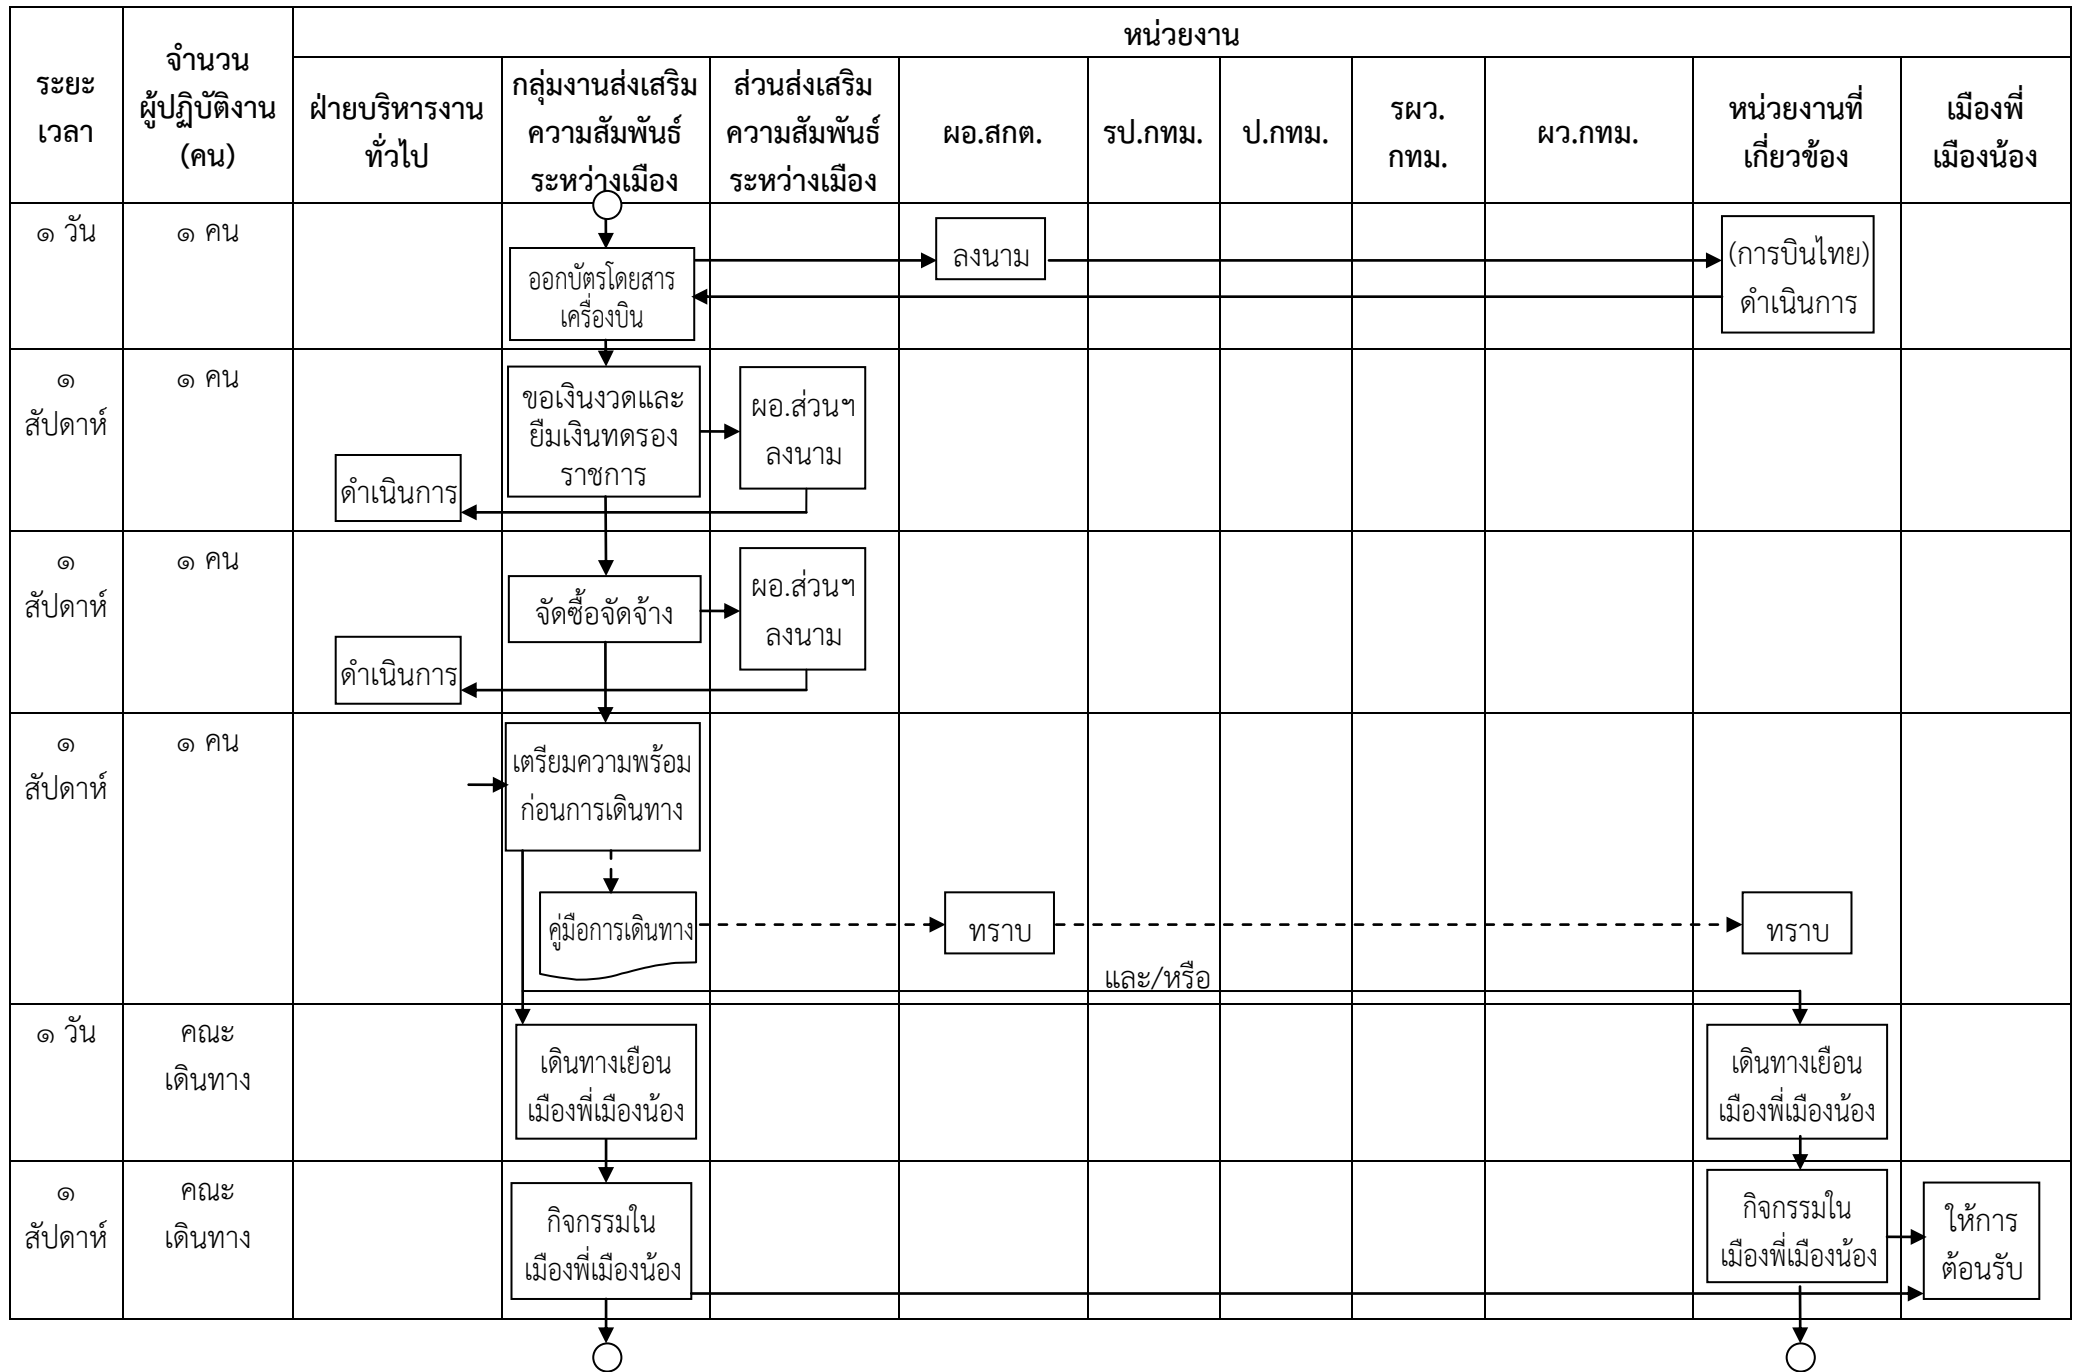 หน่วยงาน
ระยะ
เวลา
จำนวน
ผู้ปฏิบัติงาน
(คน)
ฝ่ายบริหารงาน
ทั่วไป
กลุ่มงานส่งเสริม
ความสัมพันธ์
ระหว่างเมือง
ส่วนส่งเสริม
ความสัมพันธ์
ระหว่างเมือง
ผอ.สกต.
รป.กทม.
ป.กทม.
รผว.
กทม.
ผว.กทม.
หน่วยงานที่
เกี่ยวข้อง
เมืองพี่
เมืองน้อง
๑ วัน
๑ คน
ออกบัตรโดยสาร
เครื่องบิน
ลงนาม
(การบินไทย)
ดำเนินการ
๑
สัปดาห์
๑ คน
ขอเงินงวดและ
ยืมเงินทดรอง
ราชการ
ผอ.ส่วนฯ
ลงนาม
ดำเนินการ
๑
สัปดาห์
๑ คน
จัดซื้อจัดจ้าง
ผอ.ส่วนฯ
ลงนาม
ดำเนินการ
๑
สัปดาห์
๑ คน
เตรียมความพร้อม
ก่อนการเดินทาง
คู่มือการเดินทาง
ทราบ
ทราบ
และ/หรือ
๑ วัน
คณะ
เดินทาง
เดินทางเยือน
เมืองพี่เมืองน้อง
เดินทางเยือน
เมืองพี่เมืองน้อง
๑
สัปดาห์
คณะ
เดินทาง
กิจกรรมใน
เมืองพี่เมืองน้อง
กิจกรรมใน
เมืองพี่เมืองน้อง
ให้การ
ต้อนรับ